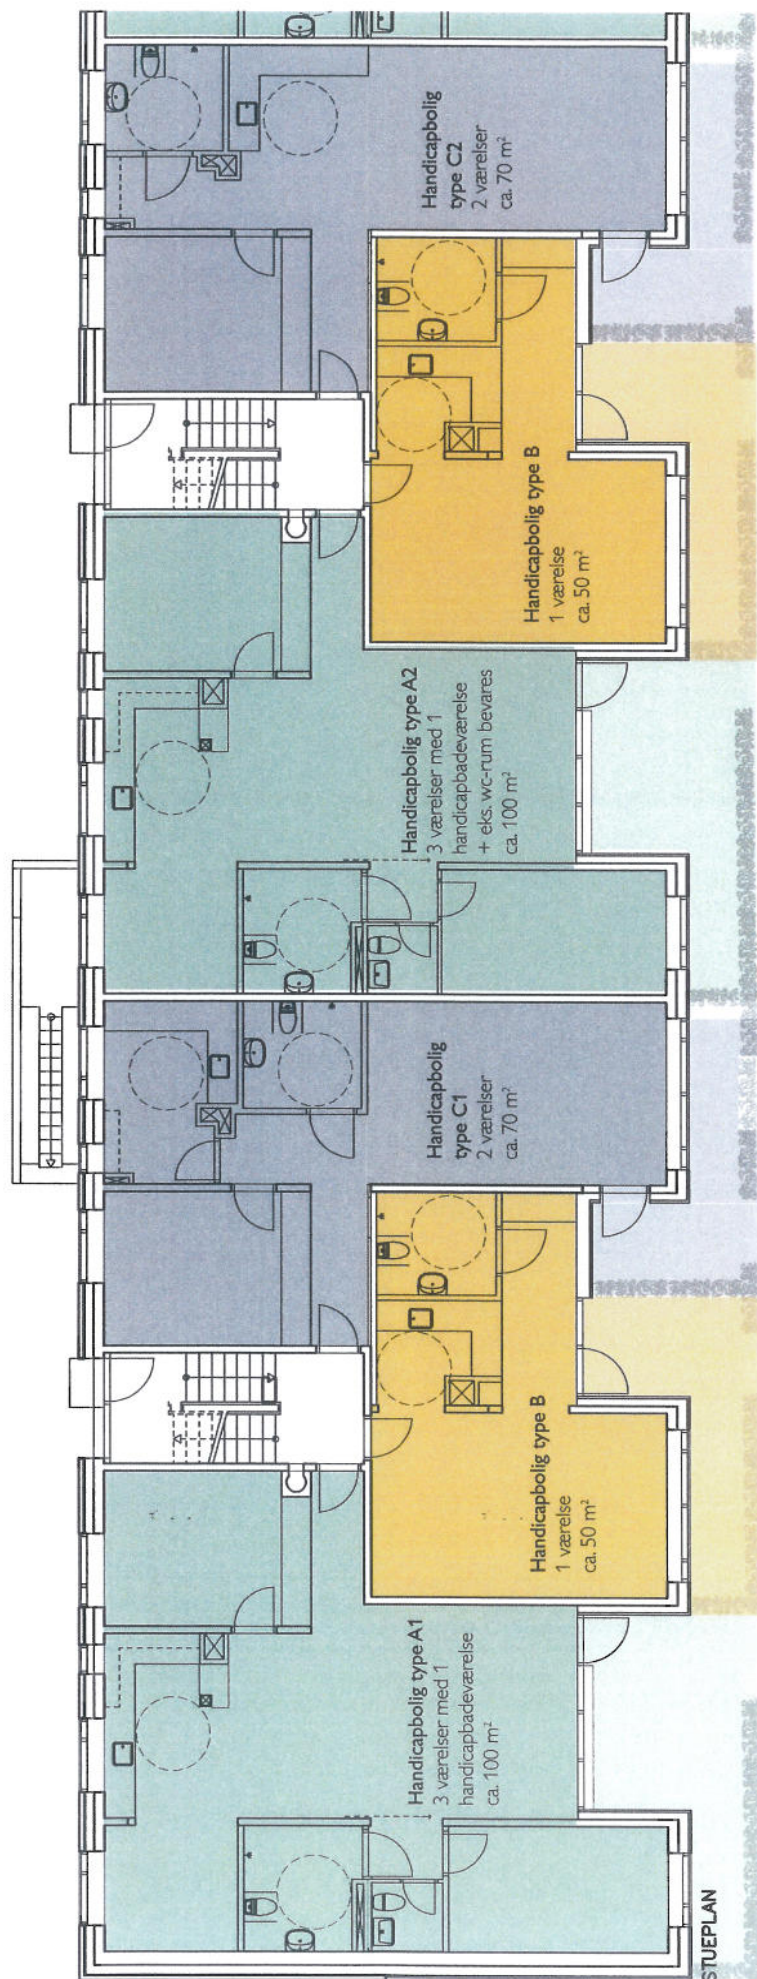 Handicapbolig type A1
3 værelser med 1
handicapbadeværelse
ca. 100 m²
Handicapbolig type B
1 værelse
ca. 50 m²
Handicapbolig
type C1
2 værelser
ca. 70 m²
Handicapbolig type A2
3 værelser med 1
handicapbadeværelse
+ eks. wc-rum bevares
ca. 100 m²
Handicapbolig type B
1 værelse
ca. 50 m²
Handicapbolig
type C2
2 værelser
ca. 70 m²
STUEPLAN